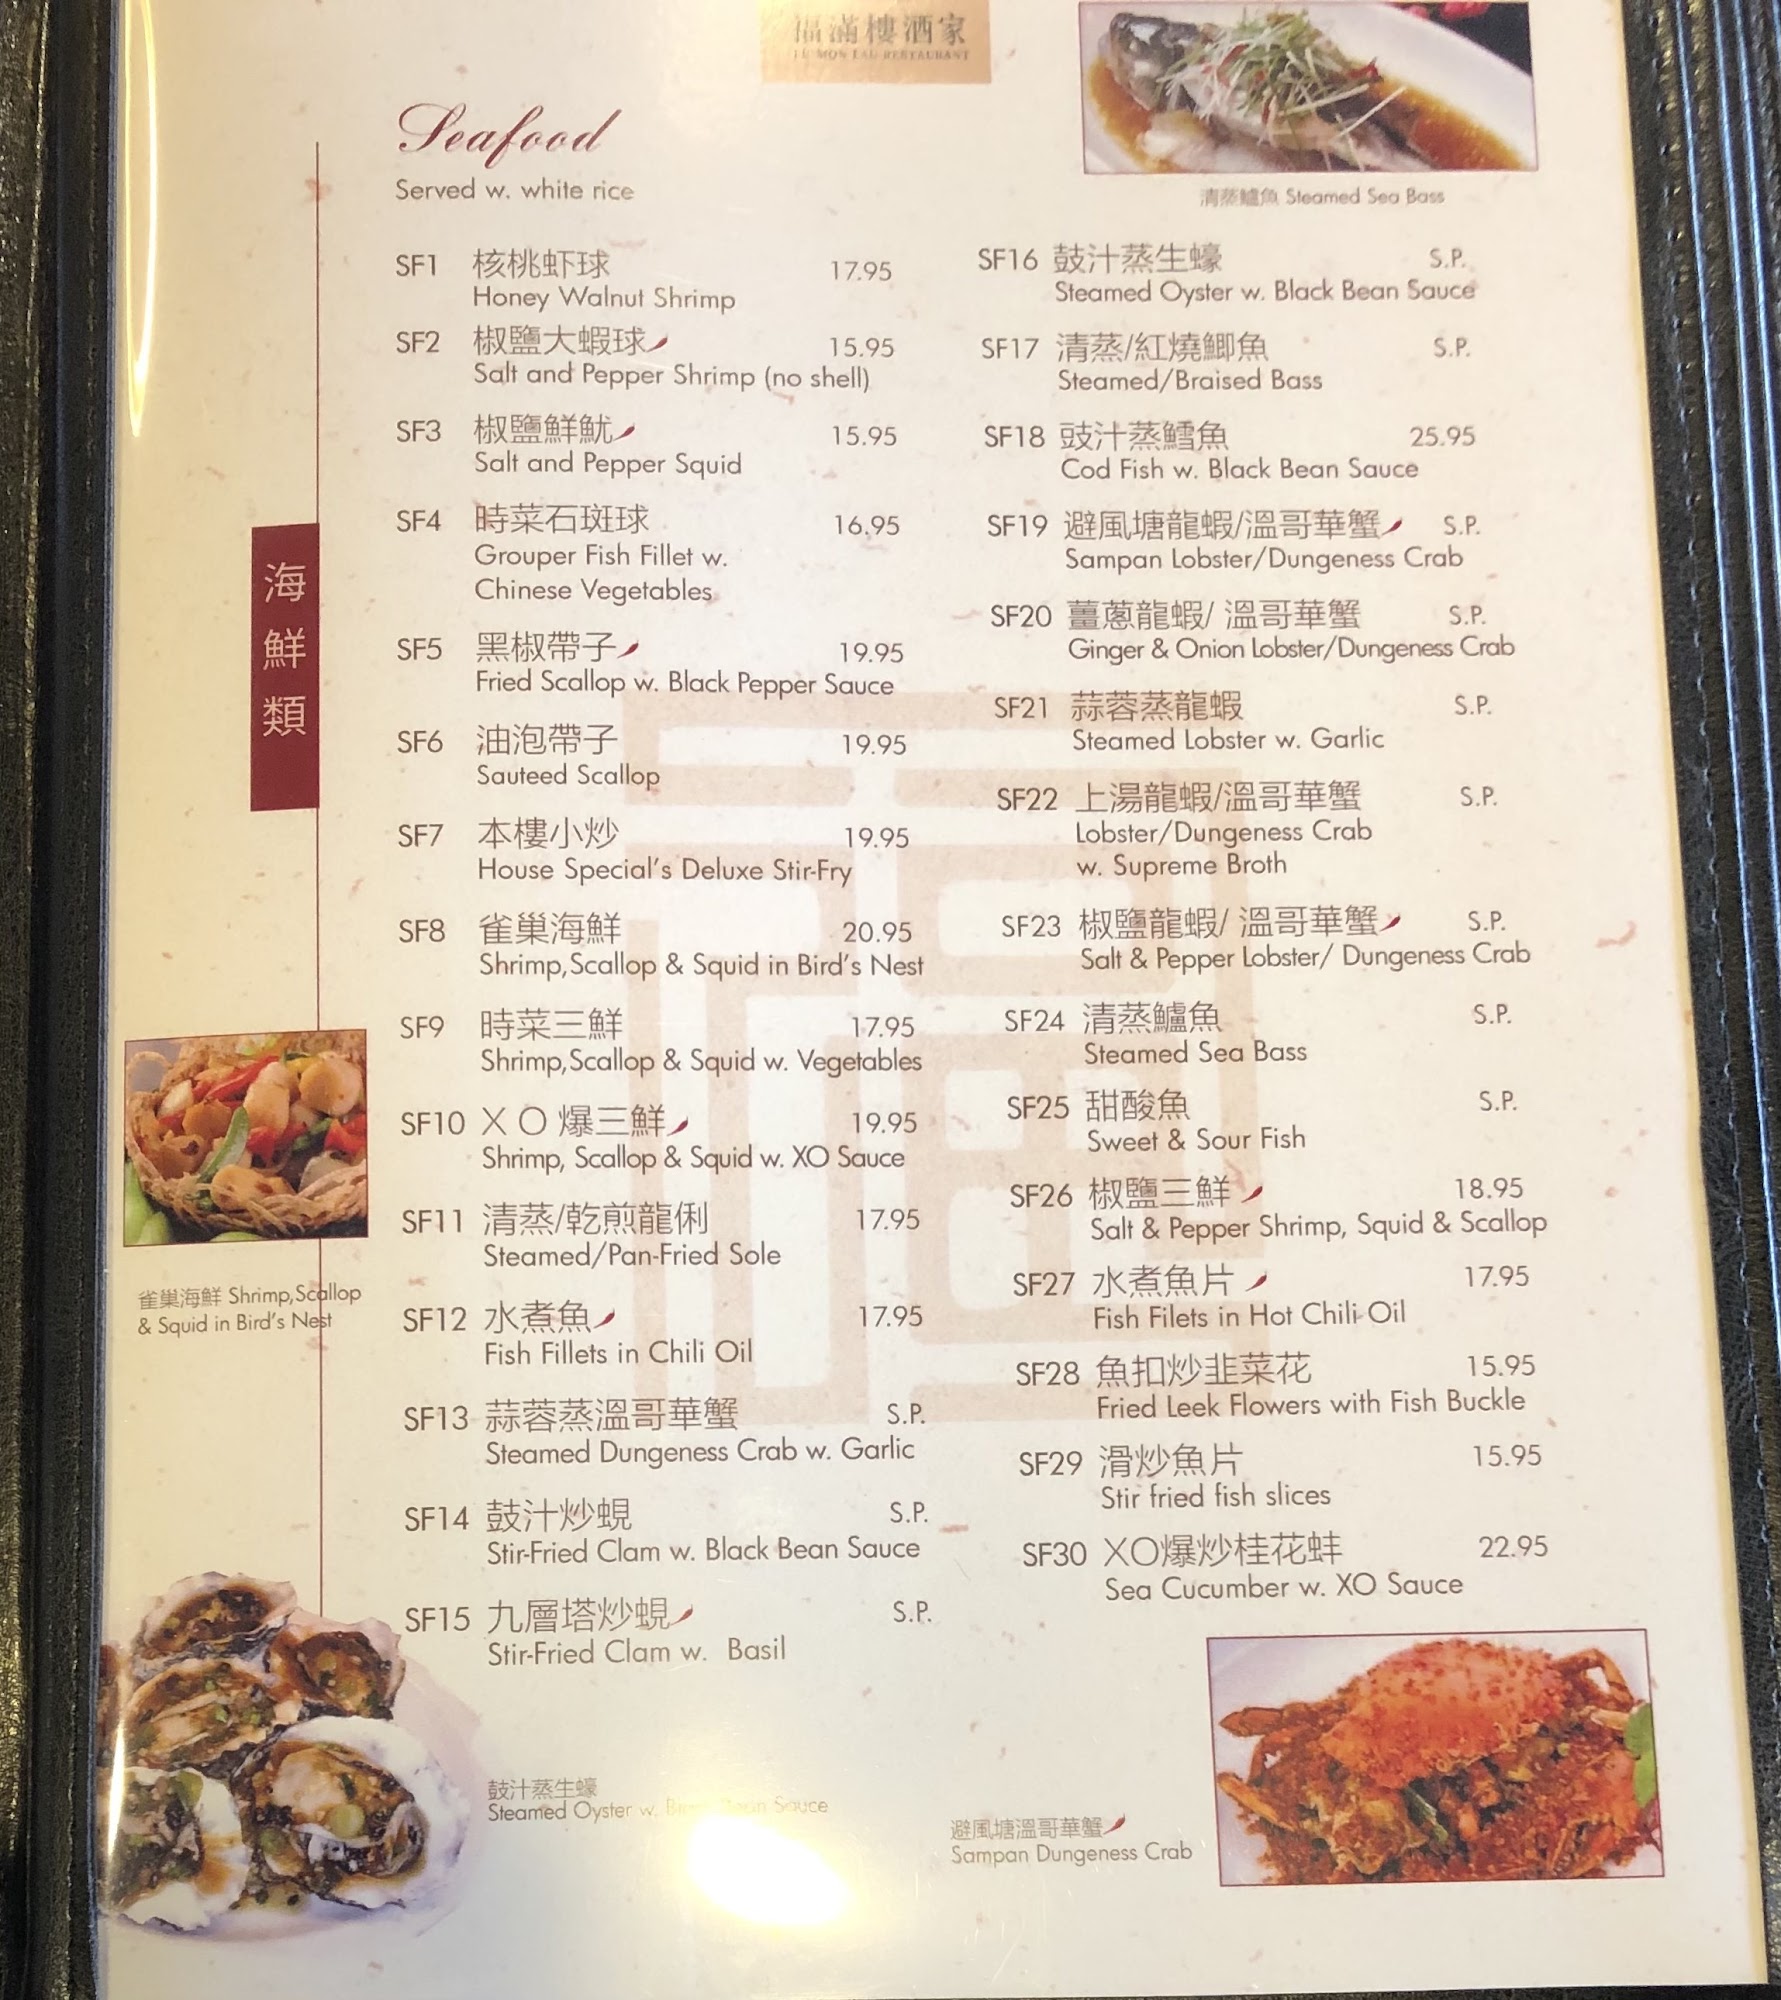 福滿樓酒家
FU MON LAU RESTAURANT
Seafood
Served w. white rice
清蒸鱸魚 Steamed Sea Bass
海鮮類
SF1 核桃虾球 17.95
Honey Walnut Shrimp
SF2 椒鹽大蝦球 15.95
Salt and Pepper Shrimp (no shell)
SF3 椒鹽鮮魷 15.95
Salt and Pepper Squid
SF4 時菜石斑球 16.95
Grouper Fish Fillet w.
Chinese Vegetables
SF5 黑椒帶子 19.95
Fried Scallop w. Black Pepper Sauce
SF6 油泡帶子 19.95
Sauteed Scallop
SF7 本樓小炒 19.95
House Special's Deluxe Stir-Fry
SF8 雀巢海鮮 20.95
Shrimp,Scallop & Squid in Bird's Nest
SF9 時菜三鮮 17.95
Shrimp,Scallop & Squid w. Vegetables
SF10 X O 爆三鮮 19.95
Shrimp, Scallop & Squid w. XO Sauce
SF11 清蒸/乾煎龍俐 17.95
Steamed/Pan-Fried Sole
SF12 水煮魚 17.95
Fish Fillets in Chili Oil
SF13 蒜蓉蒸溫哥華蟹 S.P.
Steamed Dungeness Crab w. Garlic
SF14 鼓汁炒蜆 S.P.
Stir-Fried Clam w. Black Bean Sauce
SF15 九層塔炒蜆 S.P.
Stir-Fried Clam w. Basil
SF16 鼓汁蒸生蠔 S.P.
Steamed Oyster w. Black Bean Sauce
SF17 清蒸/紅燒鯽魚 S.P.
Steamed/Braised Bass
SF18 豉汁蒸鱈魚 25.95
Cod Fish w. Black Bean Sauce
SF19 避風塘龍蝦/溫哥華蟹 S.P.
Sampan Lobster/Dungeness Crab
SF20 薑蔥龍蝦/ 溫哥華蟹 S.P.
Ginger & Onion Lobster/Dungeness Crab
SF21 蒜蓉蒸龍蝦 S.P.
Steamed Lobster w. Garlic
SF22 上湯龍蝦/溫哥華蟹 S.P.
Lobster/Dungeness Crab
w. Supreme Broth
SF23 椒鹽龍蝦/ 溫哥華蟹 S.P.
Salt & Pepper Lobster/ Dungeness Crab
SF24 清蒸鱸魚 S.P.
Steamed Sea Bass
SF25 甜酸魚 S.P.
Sweet & Sour Fish
SF26 椒鹽三鮮 18.95
Salt & Pepper Shrimp, Squid & Scallop
SF27 水煮魚片 17.95
Fish Filets in Hot Chili Oil
SF28 魚扣炒韭菜花 15.95
Fried Leek Flowers with Fish Buckle
SF29 滑炒魚片 15.95
Stir fried fish slices
SF30 XO爆炒桂花蚌 22.95
Sea Cucumber w. XO Sauce
雀巢海鮮 Shrimp,Scallop
& Squid in Bird's Nest
鼓汁蒸生蠔
Steamed Oyster w. Black Bean Sauce
避風塘溫哥華蟹
Sampan Dungeness Crab
福